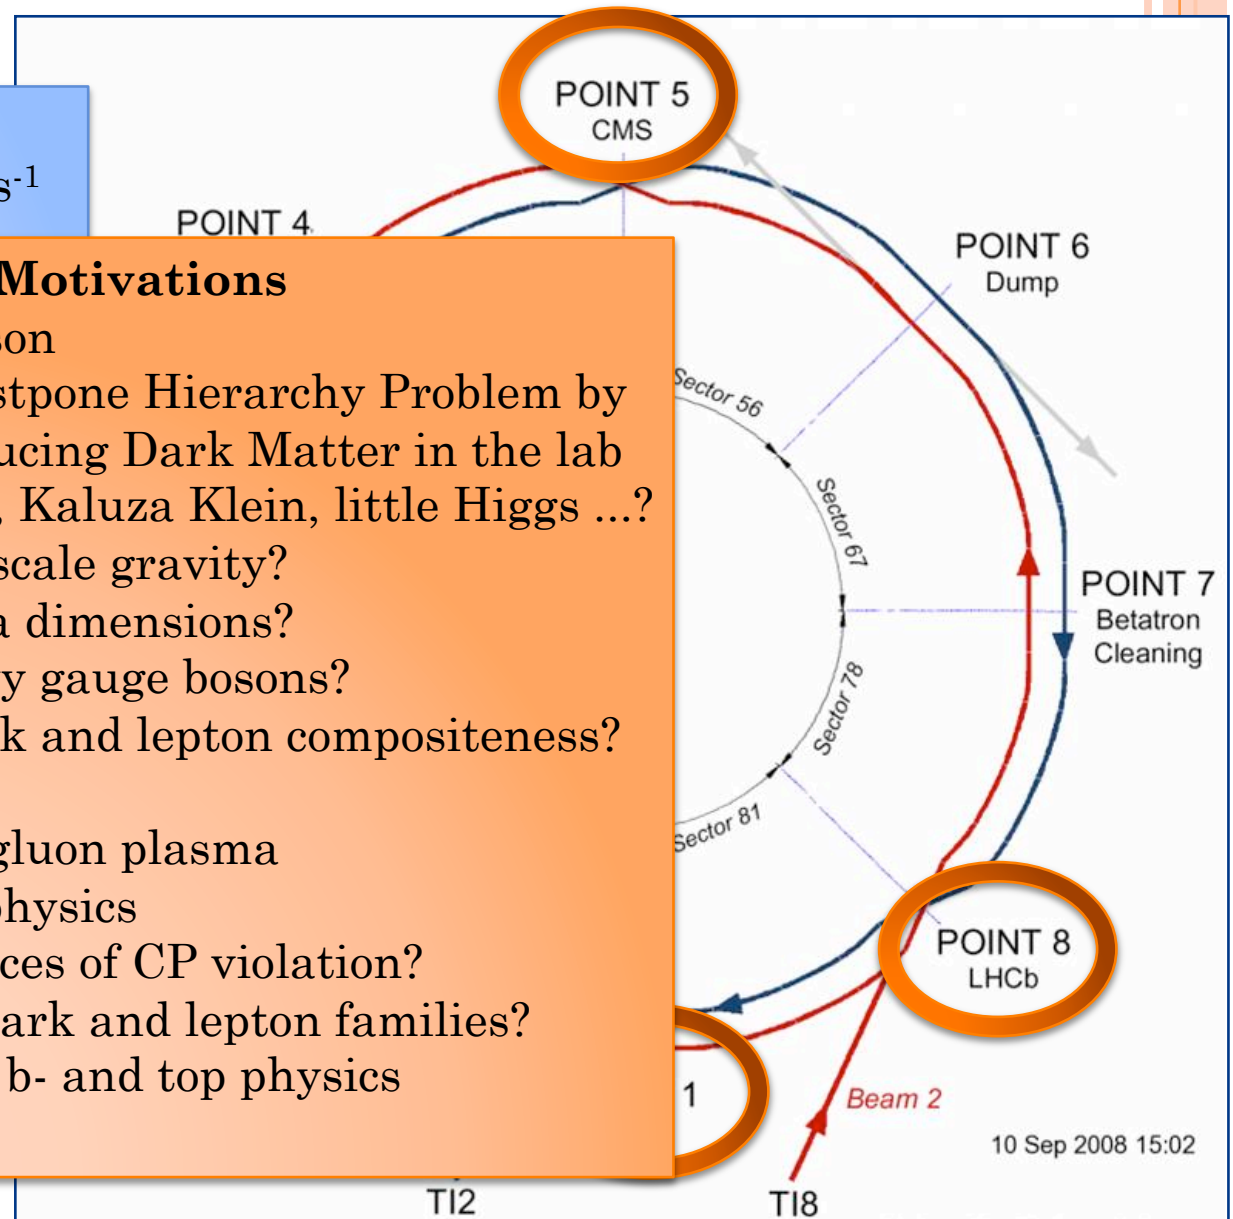 POINT 5
CMS
s-1
POINT 4
POINT 6
Dump
Motivations
son
stpone Hierarchy Problem by
ucing Dark Matter in the lab
, Kaluza Klein, little Higgs ...?
scale gravity?
a dimensions?
y gauge bosons?
k and lepton compositeness?
gluon plasma
physics
ces of CP violation?
ark and lepton families?
b- and top physics
Sector 56
Sector 67
POINT 7
Betatron
Cleaning
Sector 78
Sector 81
POINT 8
LHCb
1
Beam 2
10 Sep 2008 15:02
TI2
TI8